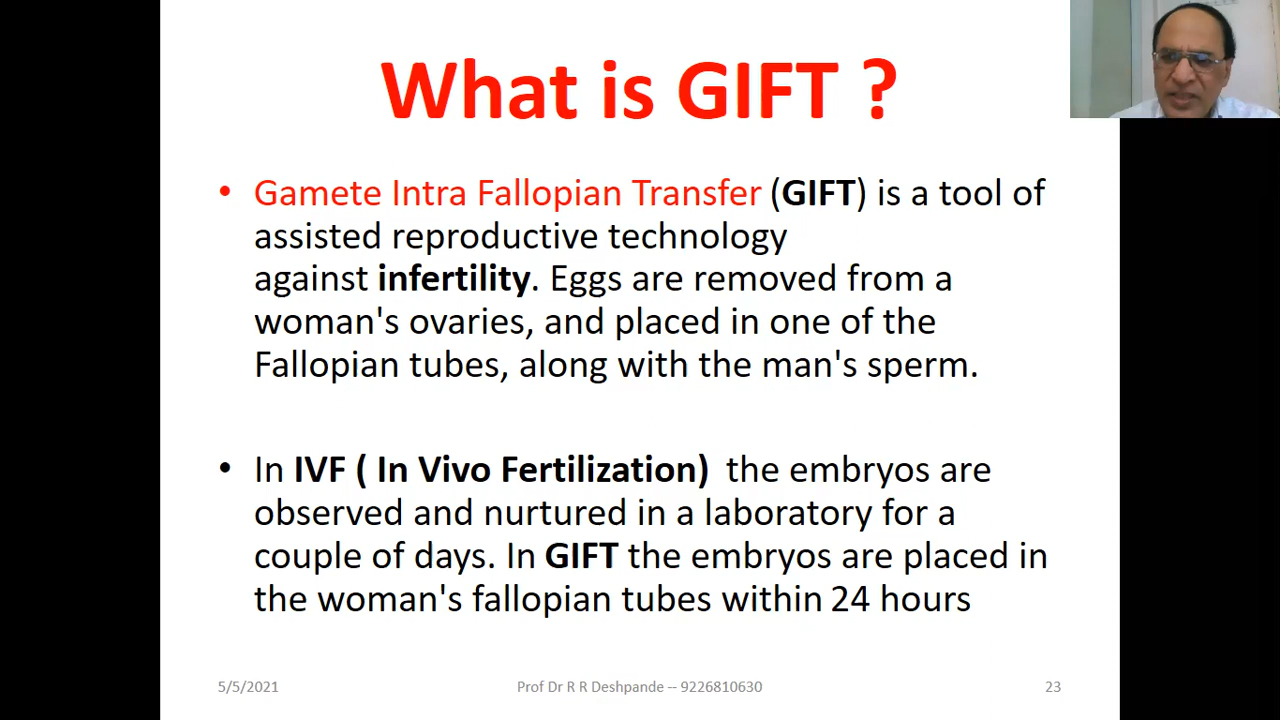 What is GIFT ?
• Gamete Intra Fallopian Transfer (GIFT) is a tool of
assisted reproductive technology
against infertility. Eggs are removed from a
woman's ovaries, and placed in one of the
Fallopian tubes, along with the man's sperm.
• In IVF ( In Vivo Fertilization) the embryos are
observed and nurtured in a laboratory for a
couple of days. In GIFT the embryos are placed in
the woman's fallopian tubes within 24 hours
5/5/2021
Prof Dr R R Deshpande -- 9226810630
23